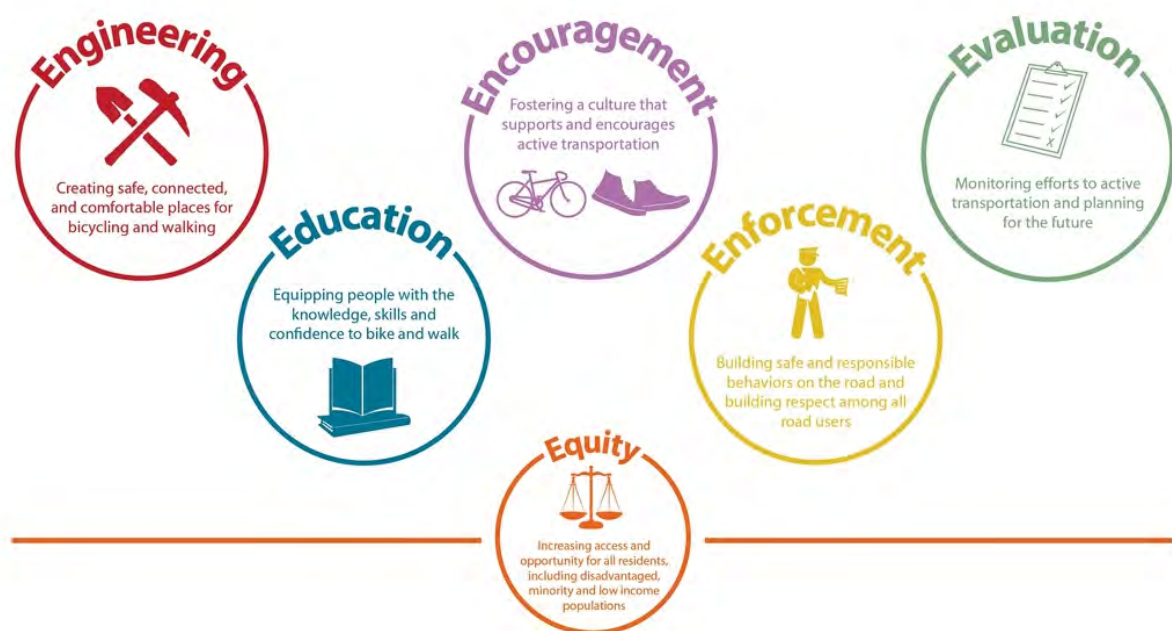 Engineering
Creating safe, connected,
and comfortable places for
bicycling and walking
Education
Equipping people with the
knowledge, skills and
confidence to bike and walk
Encouragement
Fostering a culture that
supports and encourages
active transportation
Enforcement
Building safe and responsible
behaviors on the road and
building respect among all
road users
Evaluation
Monitoring efforts to active
transportation and planning
for the future
Equity
Increasing access and
opportunity for all residents,
including disadvantaged,
minority and low income
populations